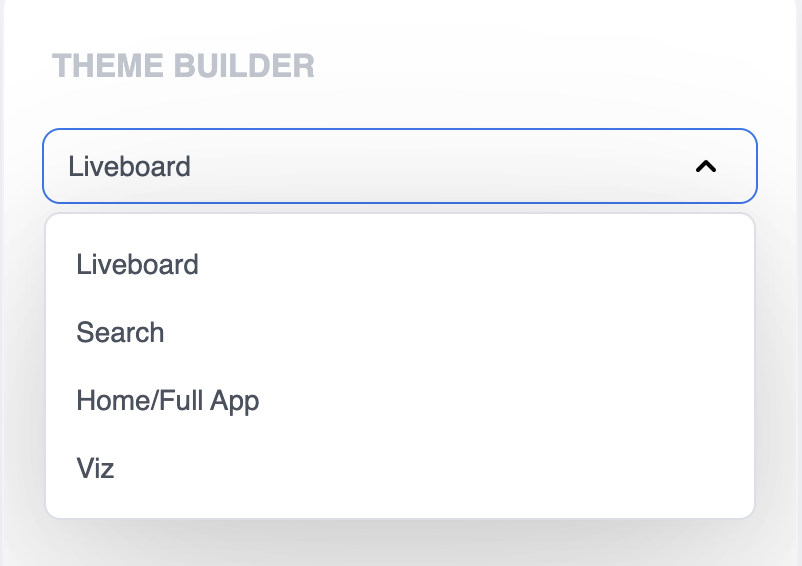 THEME BUILDER
Liveboard
Liveboard
Search
Home/Full App
Viz